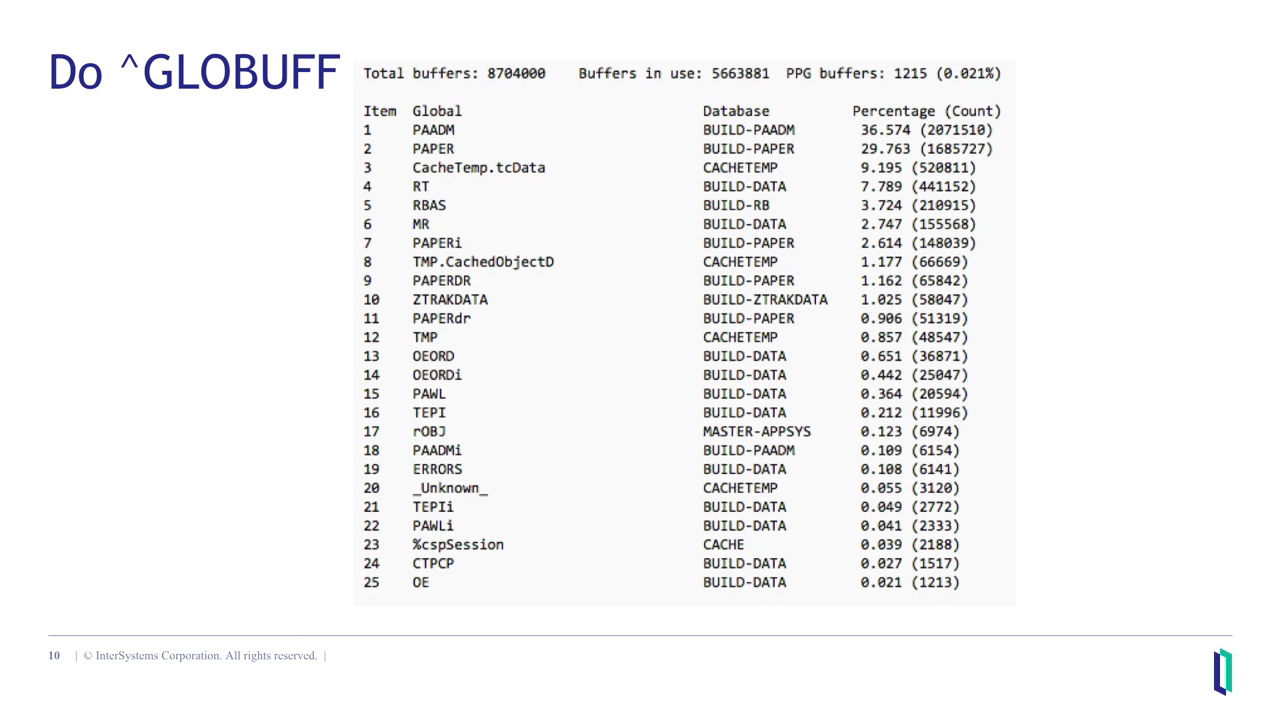 Do ^GLOBUFF
Total buffers: 8704000    Buffers in use: 5663881  PPG buffers: 1215 (0.021%)
Item  Global  Database  Percentage (Count)
1  PAADM  BUILD-PAADM  36.574 (2071510)
2  PAPER  BUILD-PAPER  29.763 (1685727)
3  CacheTemp.tcData  CACHETEMP  9.195 (520811)
4  RT  BUILD-DATA  7.789 (441152)
5  RBAS  BUILD-RB  3.724 (210915)
6  MR  BUILD-DATA  2.747 (155568)
7  PAPERi  BUILD-PAPER  2.614 (148039)
8  TMP.CachedObjectD  CACHETEMP  1.177 (66669)
9  PAPERDR  BUILD-PAPER  1.162 (65842)
10  ZTRAKDATA  BUILD-ZTRAKDATA  1.025 (58047)
11  PAPERdr  BUILD-PAPER  0.906 (51319)
12  TMP  CACHETEMP  0.857 (48547)
13  OEORD  BUILD-DATA  0.651 (36871)
14  OEORDi  BUILD-DATA  0.442 (25047)
15  PAWL  BUILD-DATA  0.364 (20594)
16  TEPI  BUILD-DATA  0.212 (11996)
17  rOBJ  MASTER-APPSYS  0.123 (6974)
18  PAADMi  BUILD-PAADM  0.109 (6154)
19  ERRORS  BUILD-DATA  0.108 (6141)
20  _Unknown_  CACHETEMP  0.055 (3120)
21  TEPIi  BUILD-DATA  0.049 (2772)
22  PAWLi  BUILD-DATA  0.041 (2333)
23  %cspSession  CACHE  0.039 (2188)
24  CTPCP  BUILD-DATA  0.027 (1517)
25  OE  BUILD-DATA  0.021 (1213)
10  | © InterSystems Corporation. All rights reserved. |